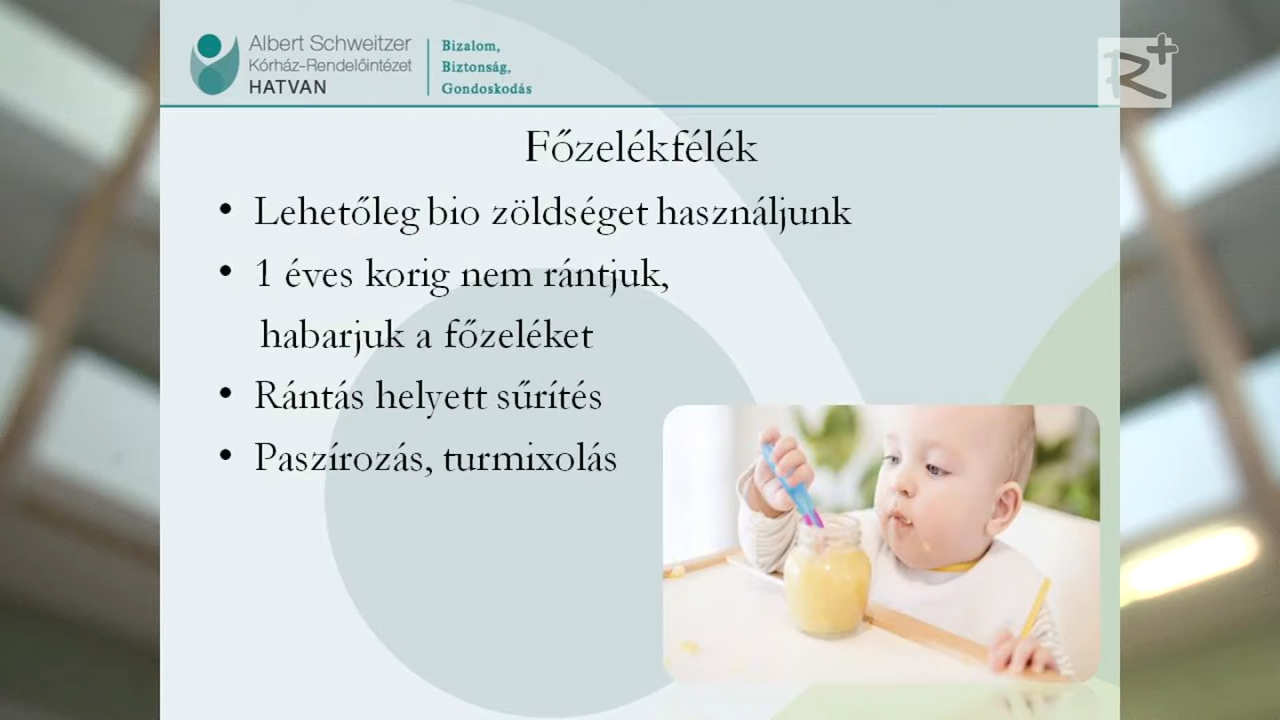 Albert Schweitzer
Kórház-Rendelőintézet
HATVAN
Bizalom,
Biztonság,
Gondoskodás
R+
Főzelékfélék
• Lehetőleg bio zöldséget használjunk
• 1 éves korig nem rántjuk,
habarjuk a főzeléket
• Rántás helyett sűrítés
• Paszírozás, turmixolás